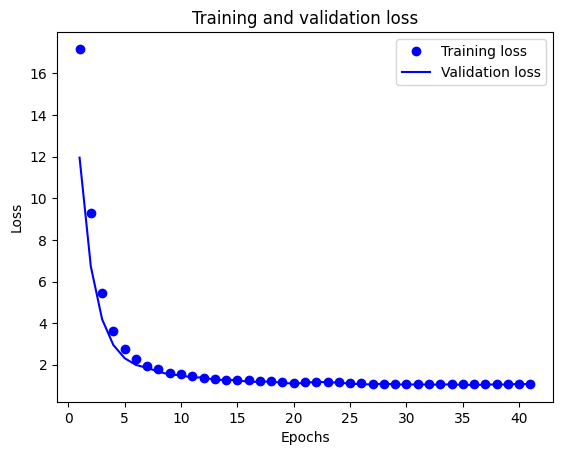 Training and validation loss
Training loss
Validation loss
16
14
12
10
8
6
4
2
Loss
0 5 10 15 20 25 30 35 40
Epochs